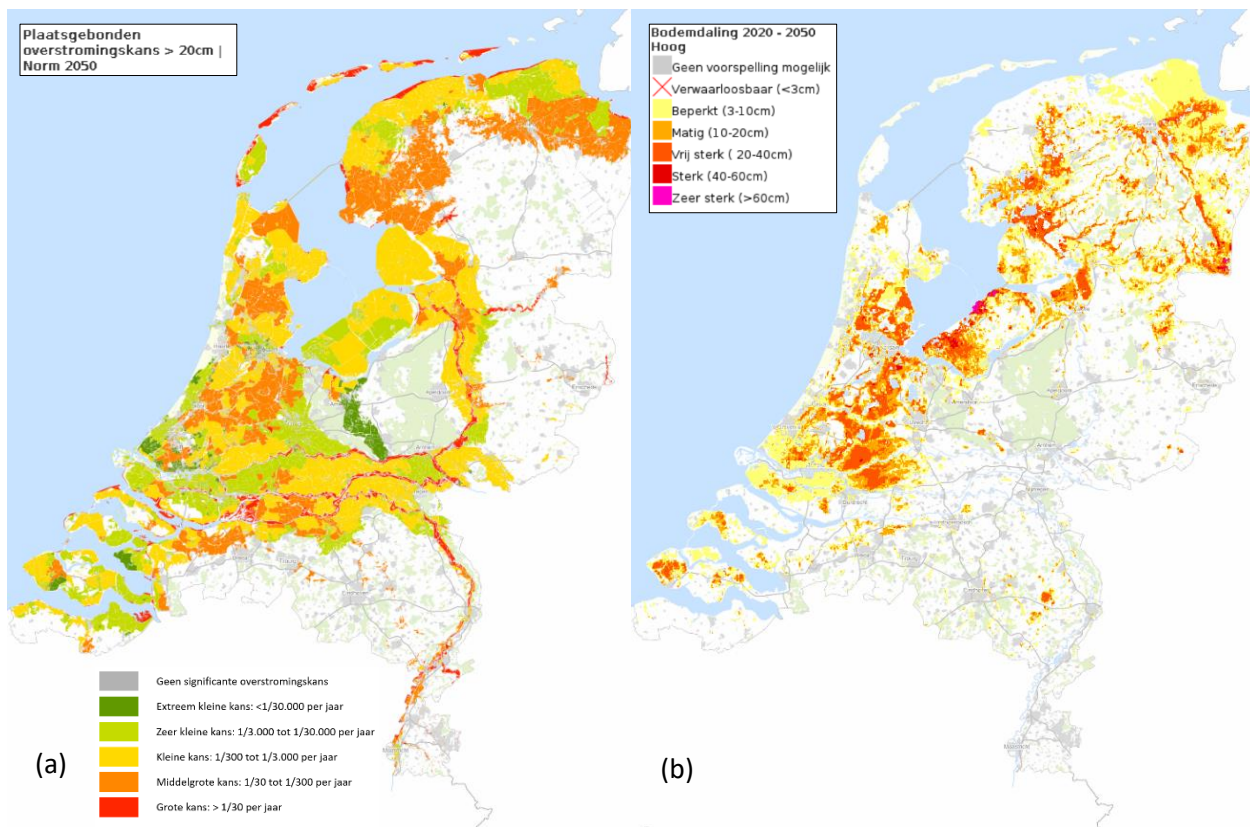 Plaatsgebonden
overstromingskans > 20cm |
Norm 2050
Geen significante overstromingskans
Extreem kleine kans: <1/30.000 per jaar
Zeer kleine kans: 1/3.000 tot 1/30.000 per jaar
Kleine kans: 1/300 tot 1/3.000 per jaar
Middelgrote kans: 1/30 tot 1/300 per jaar
Grote kans: > 1/30 per jaar
(a)
Bodemdaling 2020 - 2050
Hoog
Geen voorspelling mogelijk
Verwaarloosbaar (<3cm)
Beperkt (3-10cm)
Matig (10-20cm)
Vrij sterk ( 20-40cm)
Sterk (40-60cm)
Zeer sterk (>60cm)
(b)